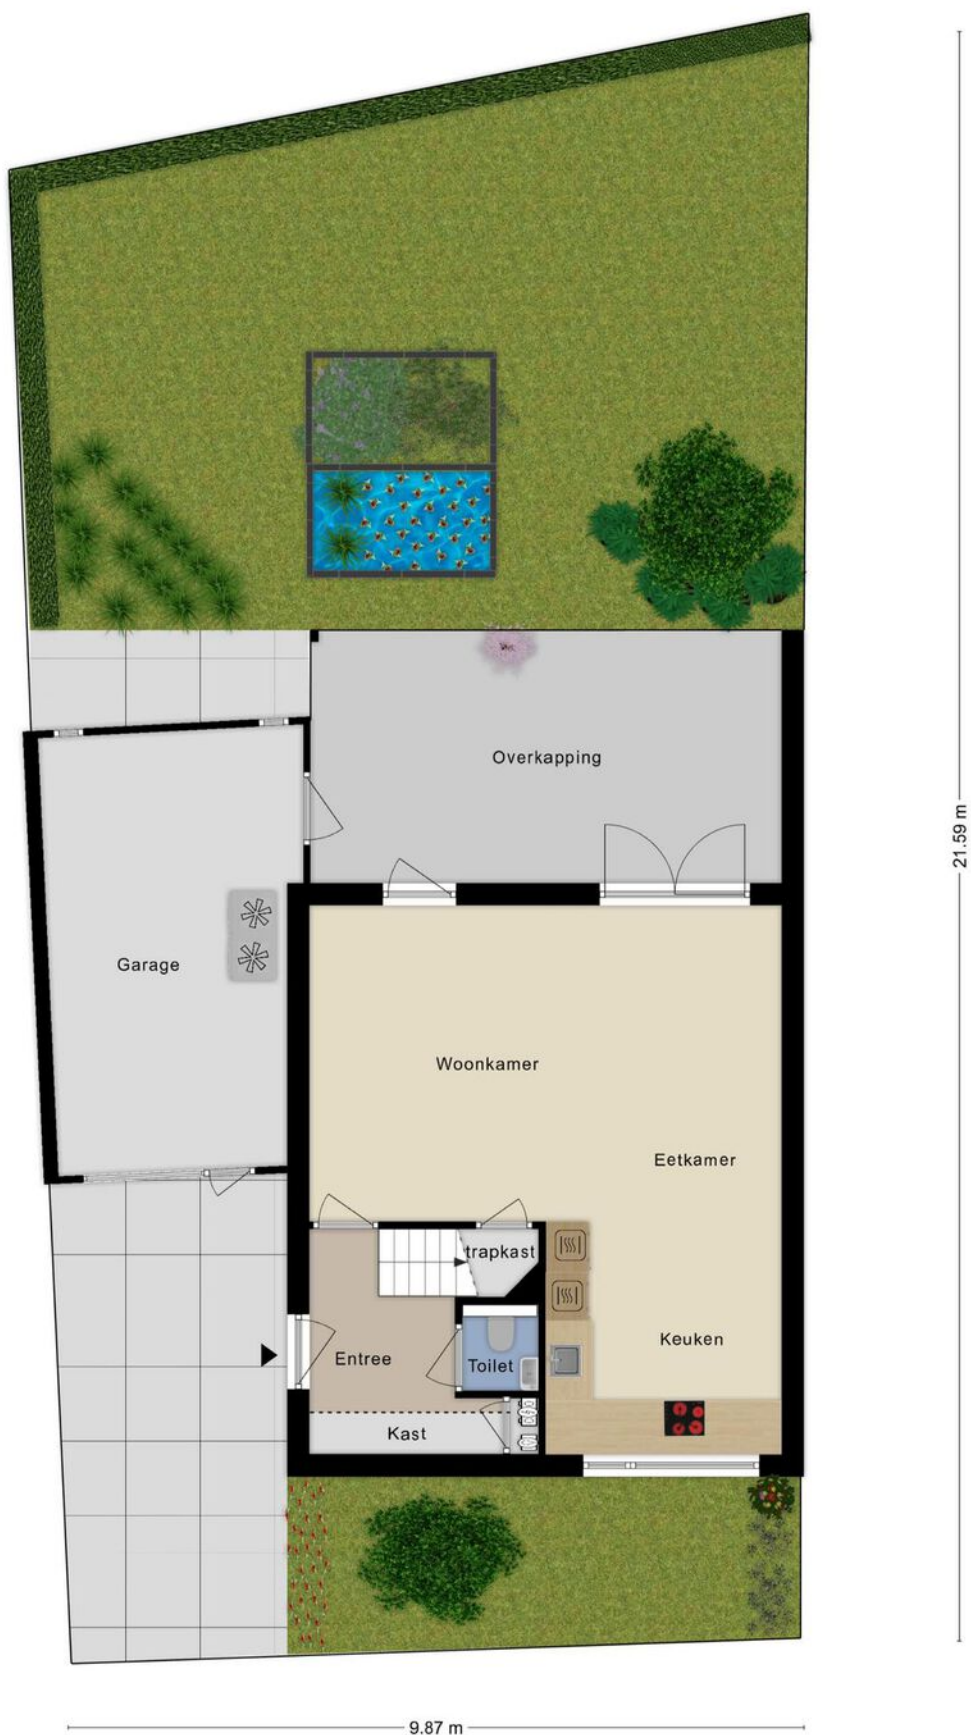 Overkapping
21.59 m
Garage
Woonkamer
Eetkamer
trapkast
Keuken
Entree
Toilet
Kast
9.87 m